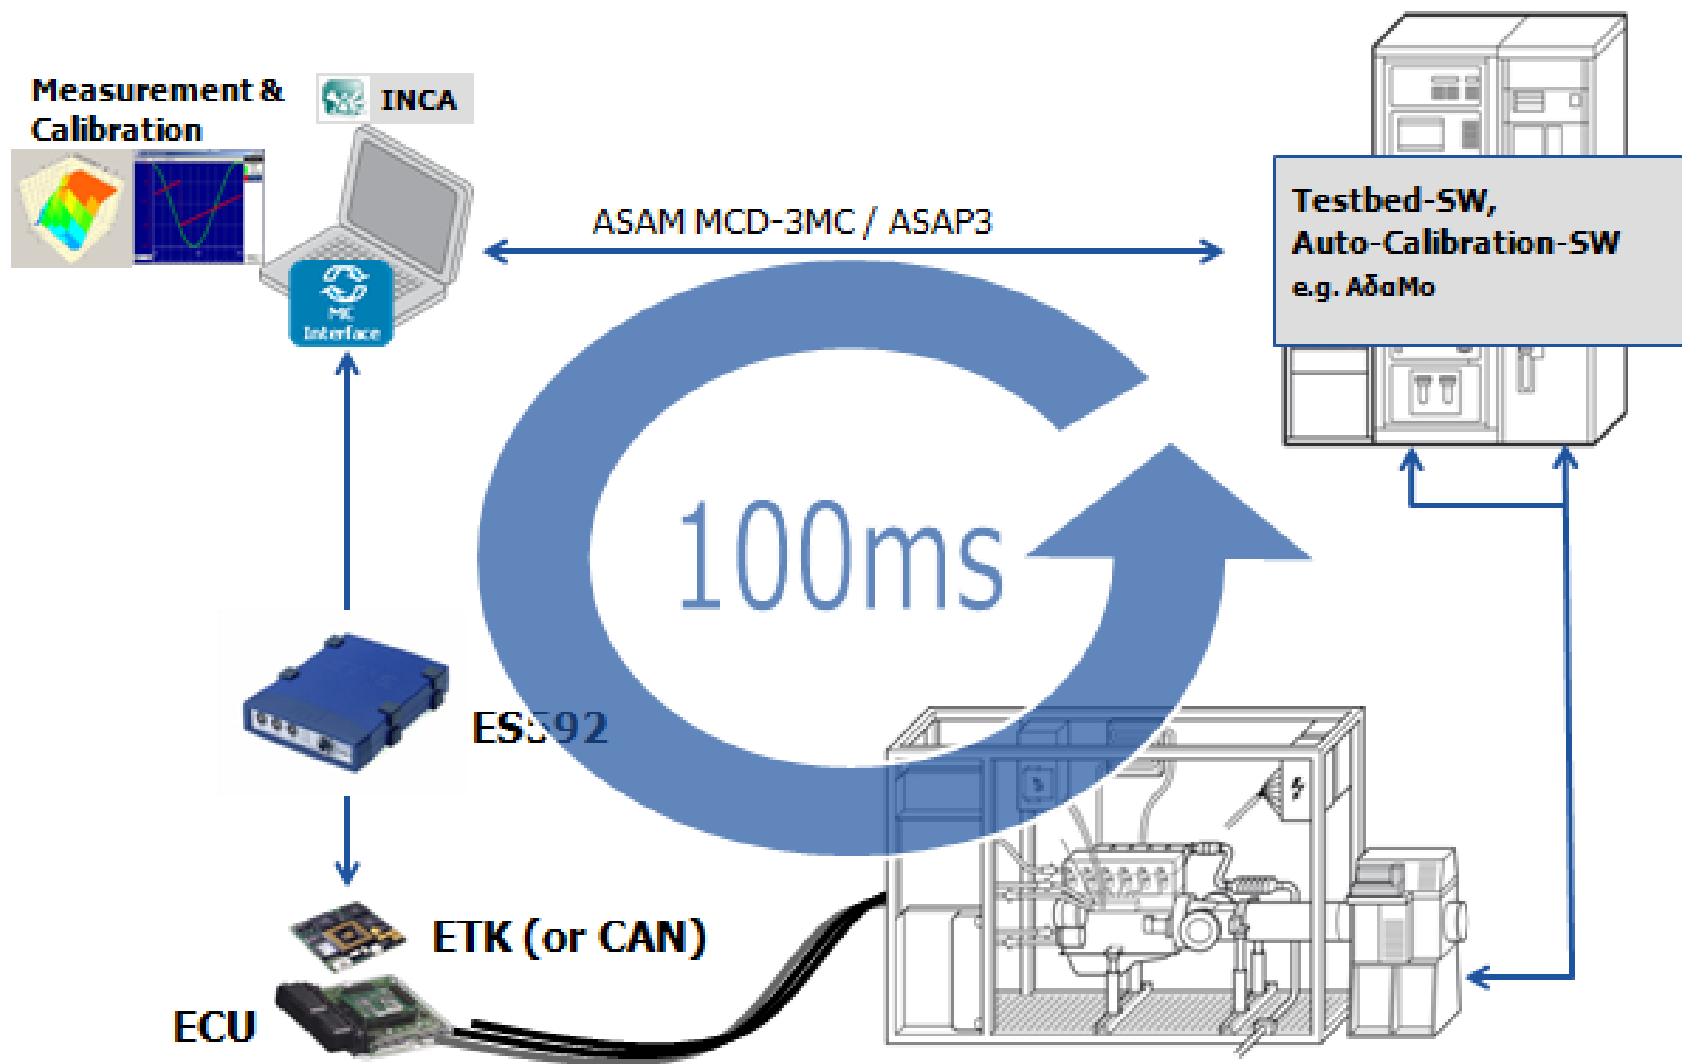 Measurement &
Calibration
INCA
MC
Interface
ASAM MCD-3MC / ASAP3
Testbed-SW,
Auto-Calibration-SW
e.g. AδαMo
100ms
ES592
ETK (or CAN)
ECU